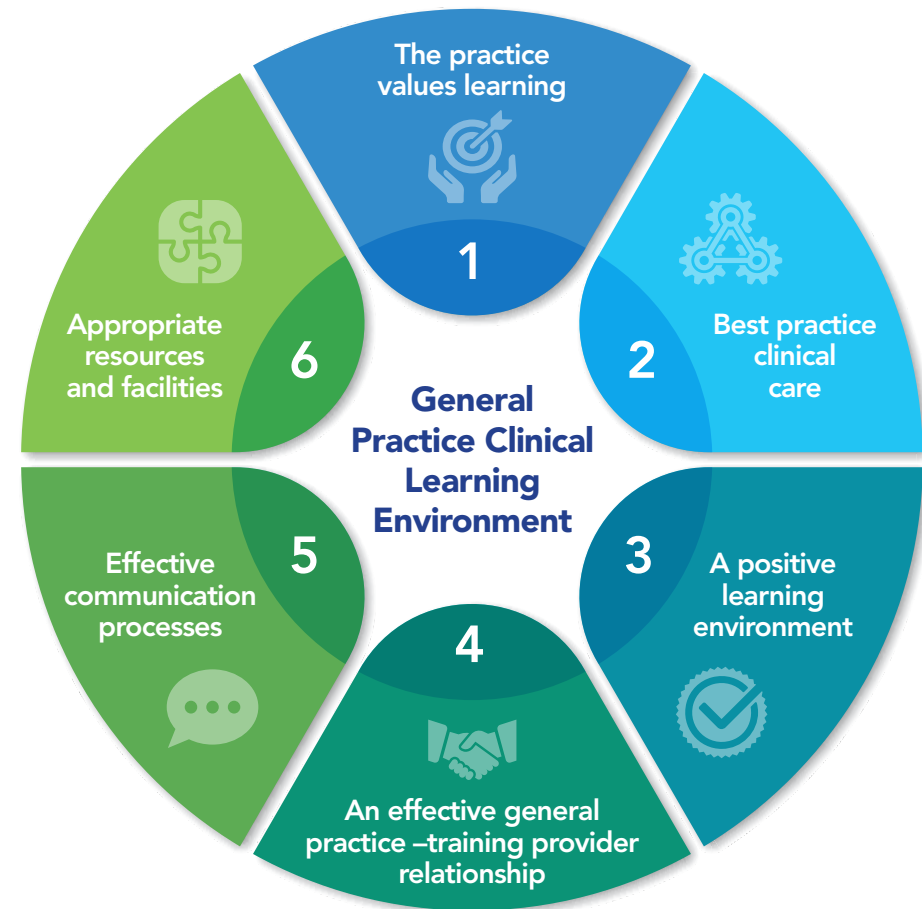 The practice
values learning
1
Best practice
clinical
care
2
A positive
learning
environment
3
An effective general
practice –training provider
relationship
4
Effective
communication
processes
5
Appropriate
resources
and facilities
6
General
Practice Clinical
Learning
Environment